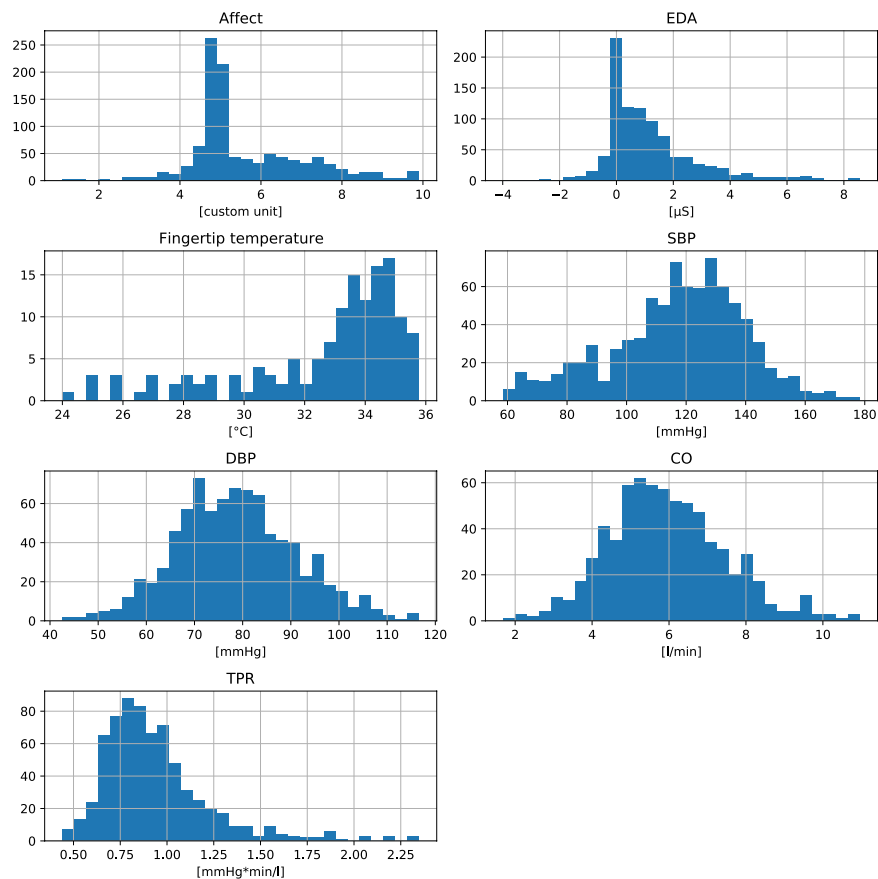 Affect
250
200
150
100
50
0
2 4 6 8 10
[custom unit]
EDA
200
150
100
50
0
−4 −2 0 2 4 6 8
[µS]
Fingertip temperature
15
10
5
0
24 26 28 30 32 34 36
[°C]
SBP
60
40
20
0
60 80 100 120 140 160 180
[mmHg]
DBP
60
40
20
0
40 50 60 70 80 90 100 110 120
[mmHg]
CO
60
40
20
0
2 4 6 8 10
[l/min]
TPR
80
60
40
20
0
0.50 0.75 1.00 1.25 1.50 1.75 2.00 2.25
[mmHg*min/l]